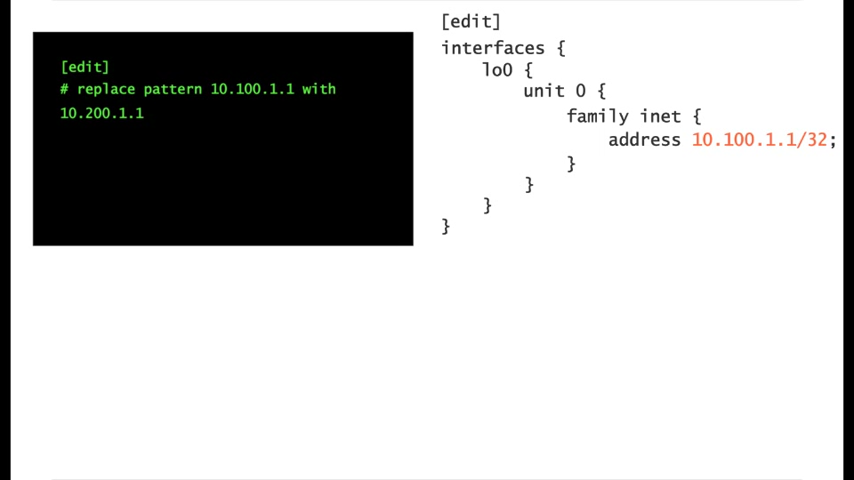 [edit]
# replace pattern 10.100.1.1 with
10.200.1.1
[edit]
interfaces {
lo0 {
unit 0 {
family inet {
address 10.100.1.1/32;
}
}
}
}